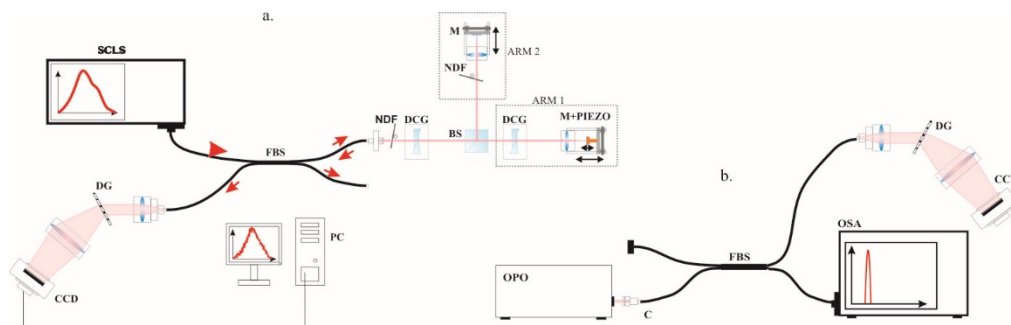 a.
SCLS
M
ARM 2
NDF
ARM 1
NDF
DCG
BS
DCG
M+PIEZO
FBS
DG
PC
CCD
b.
DG
CC
OSA
FBS
OPO
C